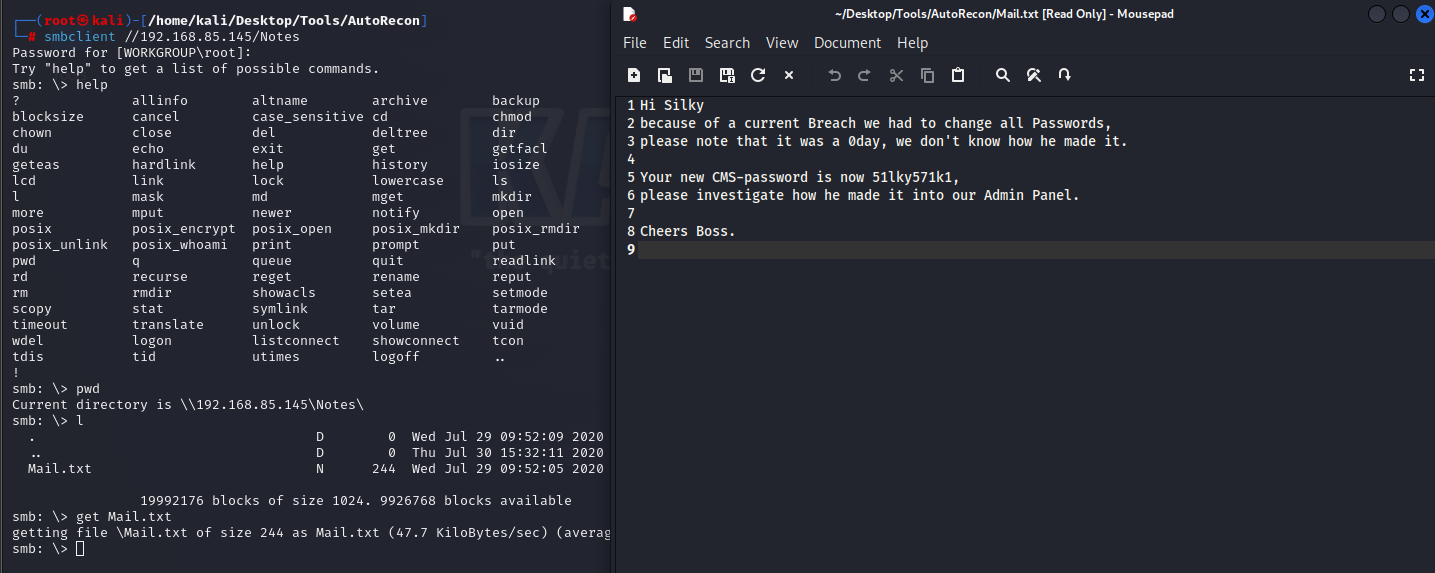 ┌──(root㉿kali)-[/home/kali/Desktop/Tools/AutoRecon]
└─# smbclient //192.168.85.145/Notes
Password for [WORKGROUP\root]:
Try "help" to get a list of possible commands.
smb: \> help
? allinfo altname archive backup
blocksize cancel case_sensitive cd chmod
chown close del deltree dir
du echo exit get getfacl
geteas hardlink help history iosize
lcd link lock lowercase ls
l mask md mget mkdir
more mput newer notify open
posix posix_encrypt posix_open posix_mkdir posix_rmdir
posix_unlink posix_whoami print prompt put
pwd q queue quit readlink
rd recurse reget rename reput
rm rmdir showacls setea setmode
scopy stat symlink tar tarmode
timeout translate unlock volume vuid
wdel logon listconnect showconnect tcon
tdis tid utimes logoff ..
!
smb: \> pwd
Current directory is \\192.168.85.145\Notes\
smb: \> l
. D 0 Wed Jul 29 09:52:09 2020
.. D 0 Thu Jul 30 15:32:11 2020
Mail.txt N 244 Wed Jul 29 09:52:05 2020
19992176 blocks of size 1024. 9926768 blocks available
smb: \> get Mail.txt
getting file \Mail.txt of size 244 as Mail.txt (47.7 KiloBytes/sec) (averag
smb: \>
"the quiet
~/Desktop/Tools/AutoRecon/Mail.txt [Read Only] - Mousepad
File Edit Search View Document Help
1 Hi Silky
2 because of a current Breach we had to change all Passwords,
3 please note that it was a 0day, we don't know how he made it.
4
5 Your new CMS-password is now 51lky571k1,
6 please investigate how he made it into our Admin Panel.
7
8 Cheers Boss.
9